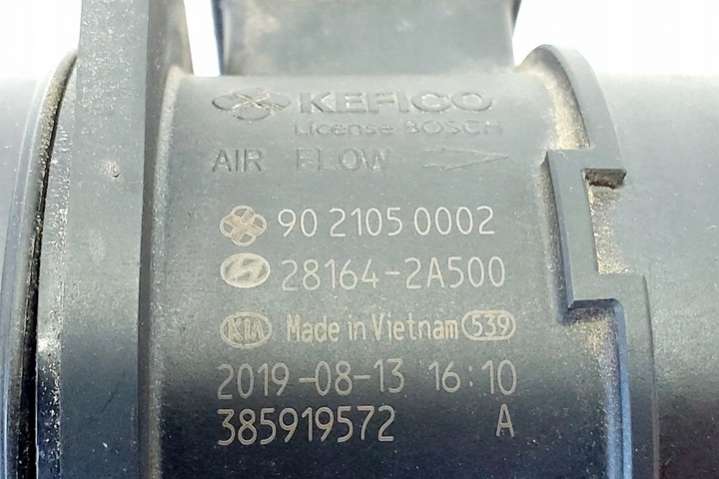 KEFICO
License BOSCH
AIR FLOW
90 2105 0002
28164-2A500
KIA Made in Vietnam 539
2019-08-13 16:10
385919572 A